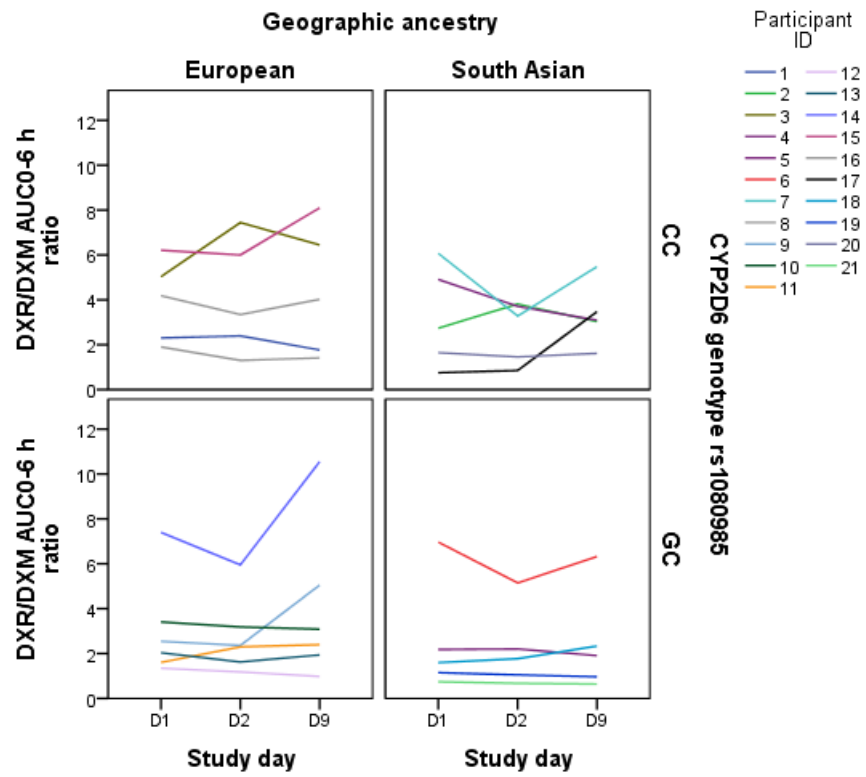 Geographic ancestry
European
South Asian
Participant
ID
1
2
3
4
5
6
7
8
9
10
11
12
13
14
15
16
17
18
19
20
21
DXR/DXM AUC0-6 h
ratio
12
10
8
6
4
2
0
CC
DXR/DXM AUC0-6 h
ratio
12
10
8
6
4
2
0
GC
CYP2D6 genotype rs1080985
D1
D2
D9
D1
D2
D9
Study day
Study day